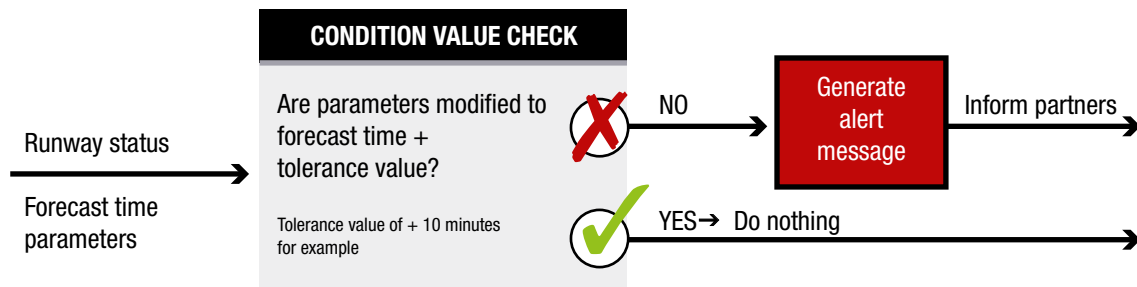 CONDITION VALUE CHECK
Runway status
Forecast time
parameters
Are parameters modified to
forecast time +
tolerance value?
Tolerance value of + 10 minutes
for example
NO
Generate
alert
message
Inform partners
YES→ Do nothing